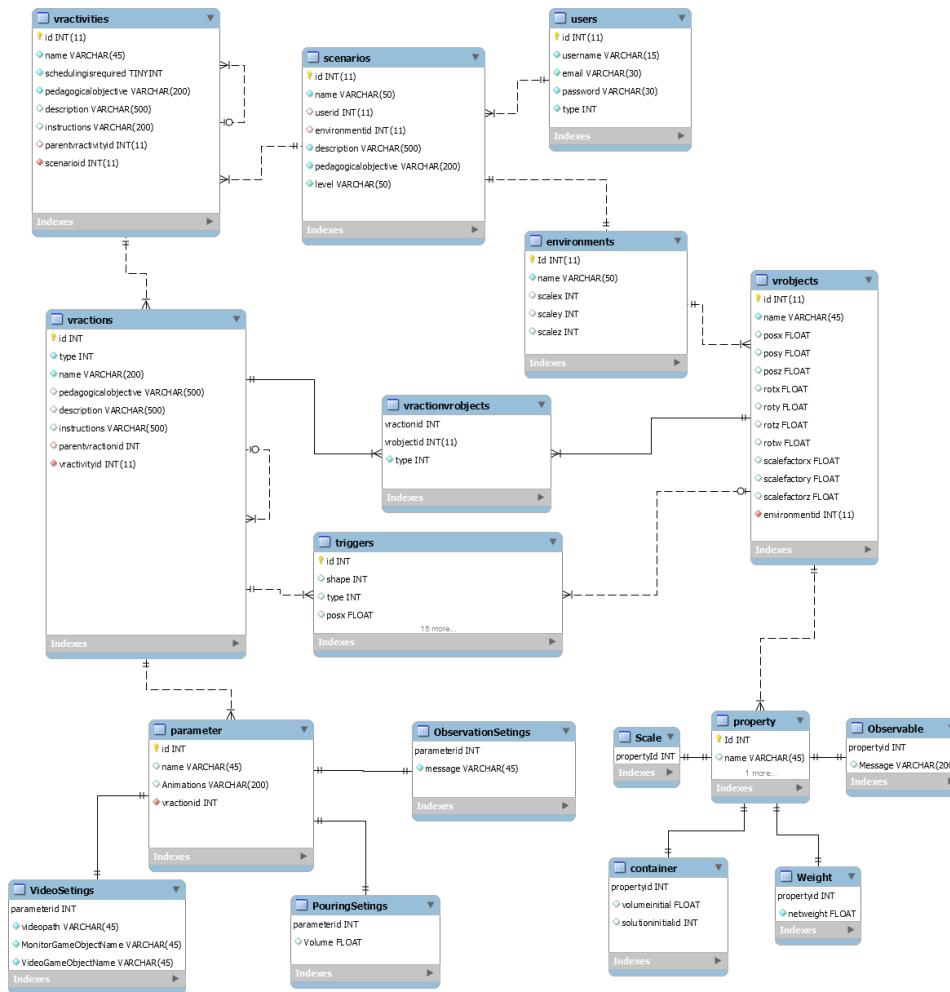 vractivities
id INT(11)
name VARCHAR(45)
schedulingisrequired TINYINT
pedagogicalobjective VARCHAR(200)
description VARCHAR(500)
instructions VARCHAR(200)
parentvractivityid INT(11)
scenarioid INT(11)
Indexes
scenarios
id INT(11)
name VARCHAR(50)
userid INT(11)
environmentid INT(11)
description VARCHAR(500)
pedagogicalobjective VARCHAR(200)
level VARCHAR(50)
Indexes
users
id INT(11)
username VARCHAR(15)
email VARCHAR(30)
password VARCHAR(30)
type INT
Indexes
environments
Id INT(11)
name VARCHAR(50)
scalex INT
scaley INT
scalez INT
Indexes
vrobjects
id INT(11)
name VARCHAR(45)
posx FLOAT
posy FLOAT
posz FLOAT
rotx FLOAT
roty FLOAT
rotz FLOAT
rotw FLOAT
scalefactorx FLOAT
scalefactory FLOAT
scalefactorz FLOAT
environmentid INT(11)
Indexes
vractions
id INT
type INT
name VARCHAR(200)
pedagogicalobjective VARCHAR(500)
description VARCHAR(500)
instructions VARCHAR(500)
parentvractionid INT
vractivityid INT(11)
Indexes
vractionvrobjects
vractionid INT
vrobjectid INT(11)
type INT
Indexes
triggers
id INT
shape INT
type INT
posx FLOAT
15 more...
Indexes
parameter
id INT
name VARCHAR(45)
Animations VARCHAR(200)
vractionid INT
Indexes
ObservationSetings
parameterid INT
message VARCHAR(45)
Indexes
Scale
propertyId INT
Indexes
property
Id INT
name VARCHAR(45)
1 more...
Indexes
Observable
propertyid INT
Message VARCHAR(200
Indexes
VideoSetings
parameterid INT
videopath VARCHAR(45)
MonitorGameObjectName VARCHAR(45)
VideoGameObjectName VARCHAR(45)
Indexes
PouringSetings
parameterid INT
Volume FLOAT
Indexes
container
propertyid INT
volumeinitial FLOAT
solutioninitialid INT
Indexes
Weight
propertyid INT
netweight FLOAT
Indexes